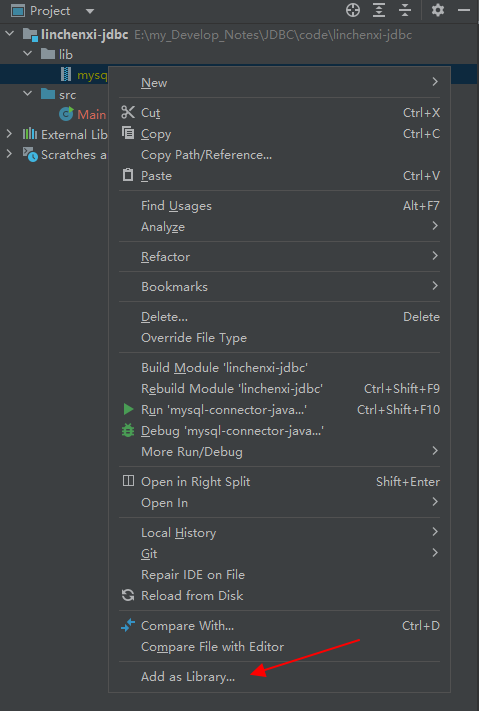 Project
linchenxi-jdbc E:\my_Develop_Notes\JDBC\code\linchenxi-jdbc
lib
mysq
src
Main
External Lib
Scratches a
New
Cut Ctrl+X
Copy Ctrl+C
Copy Path/Reference...
Paste Ctrl+V
Find Usages Alt+F7
Analyze
Refactor
Bookmarks
Delete... Delete
Override File Type
Build Module 'linchenxi-jdbc'
Rebuild Module 'linchenxi-jdbc' Ctrl+Shift+F9
Run 'mysql-connector-java...' Ctrl+Shift+F10
Debug 'mysql-connector-java...'
More Run/Debug
Open in Right Split Shift+Enter
Open In
Local History
Git
Repair IDE on File
Reload from Disk
Compare With... Ctrl+D
Compare File with Editor
Add as Library...